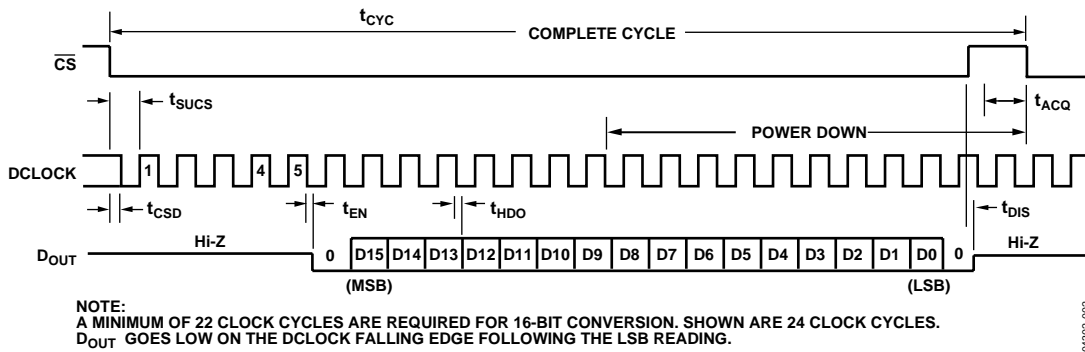 tCYC
COMPLETE CYCLE
CS
tSUCS
tACQ
POWER DOWN
DCLOCK
1 4 5
tCSD
tEN
tHDO
tDIS
Hi-Z
Hi-Z
DOUT
0 D15 D14 D13 D12 D11 D10 D9 D8 D7 D6 D5 D4 D3 D2 D1 D0 0
(MSB)
(LSB)
NOTE:
A MINIMUM OF 22 CLOCK CYCLES ARE REQUIRED FOR 16-BIT CONVERSION. SHOWN ARE 24 CLOCK CYCLES.
DOUT GOES LOW ON THE DCLOCK FALLING EDGE FOLLOWING THE LSB READING.